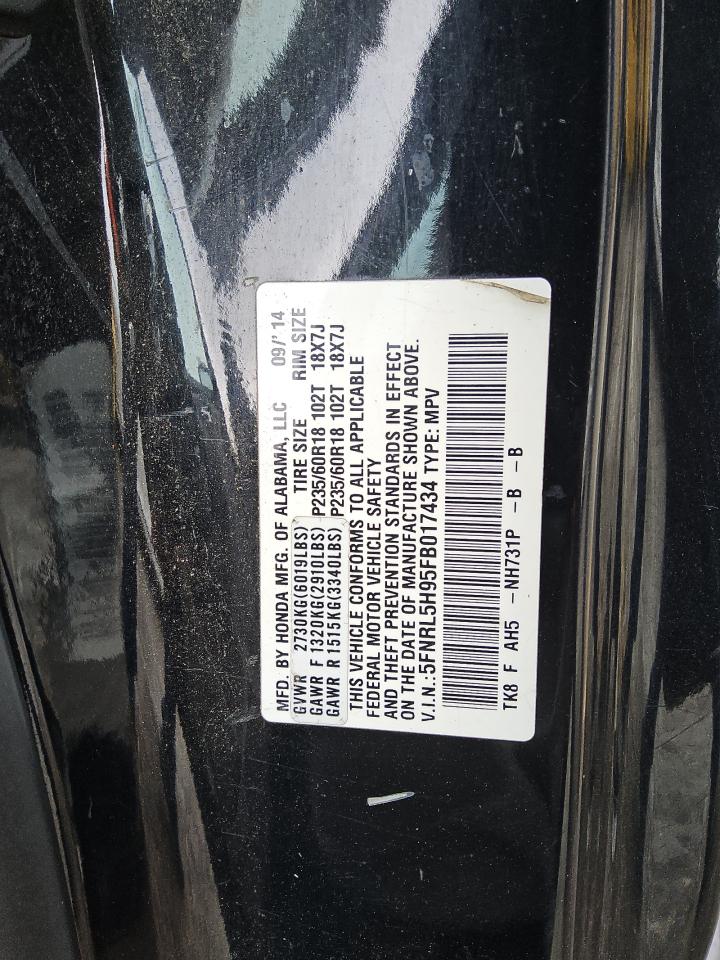 MFD. BY HONDA MFG. OF ALABAMA, LLC 09/'14
GVWR 2730KG(6019LBS) TIRE SIZE RIM SIZE
GAWR F 1320KG(2910LBS) P235/60R18 102T 18X7J
GAWR R 1515KG(3340LBS) P235/60R18 102T 18X7J
THIS VEHICLE CONFORMS TO ALL APPLICABLE
FEDERAL MOTOR VEHICLE SAFETY
AND THEFT PREVENTION STANDARDS IN EFFECT
ON THE DATE OF MANUFACTURE SHOWN ABOVE.
V.I.N.:5FNRL5H95FB017434 TYPE: MPV
TK8 F AH5 -NH731P -B -B